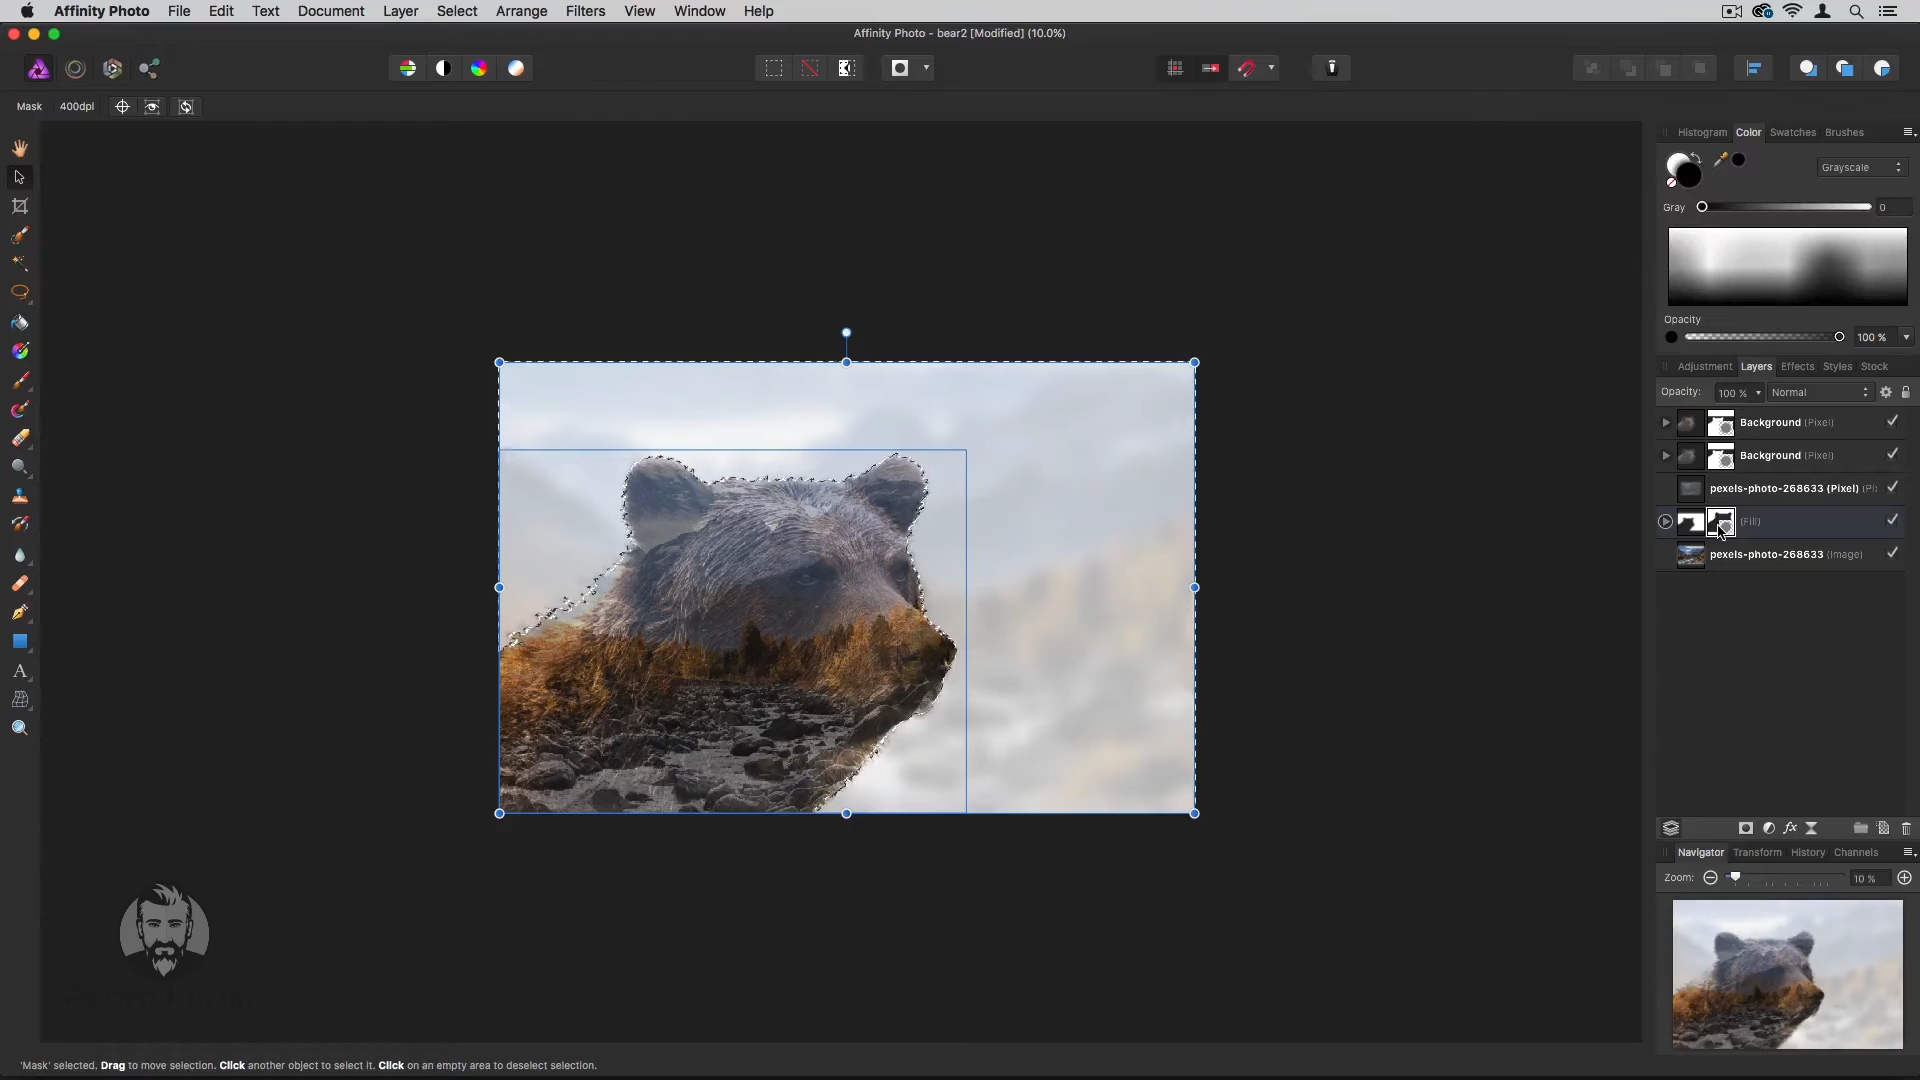 Affinity Photo File Edit Text Document Layer Select Arrange Filters View Window Help
Affinity Photo - bear2 [Modified] (10.0%)
Mask 400dpi
Histogram Color Swatches Brushes
Grayscale
Gray 0
Opacity
100 %
Adjustment Layers Effects Styles Stock
Opacity: 100 % Normal
Background (Pixel)
Background (Pixel)
pexels-photo-268633 (Pixel) (Pi
(Fill)
pexels-photo-268633 (Image)
fx
Navigator Transform History Channels
Zoom: 10 %
A
'Mask' selected. Drag to move selection. Click another object to select it. Click on an empty area to deselect selection.